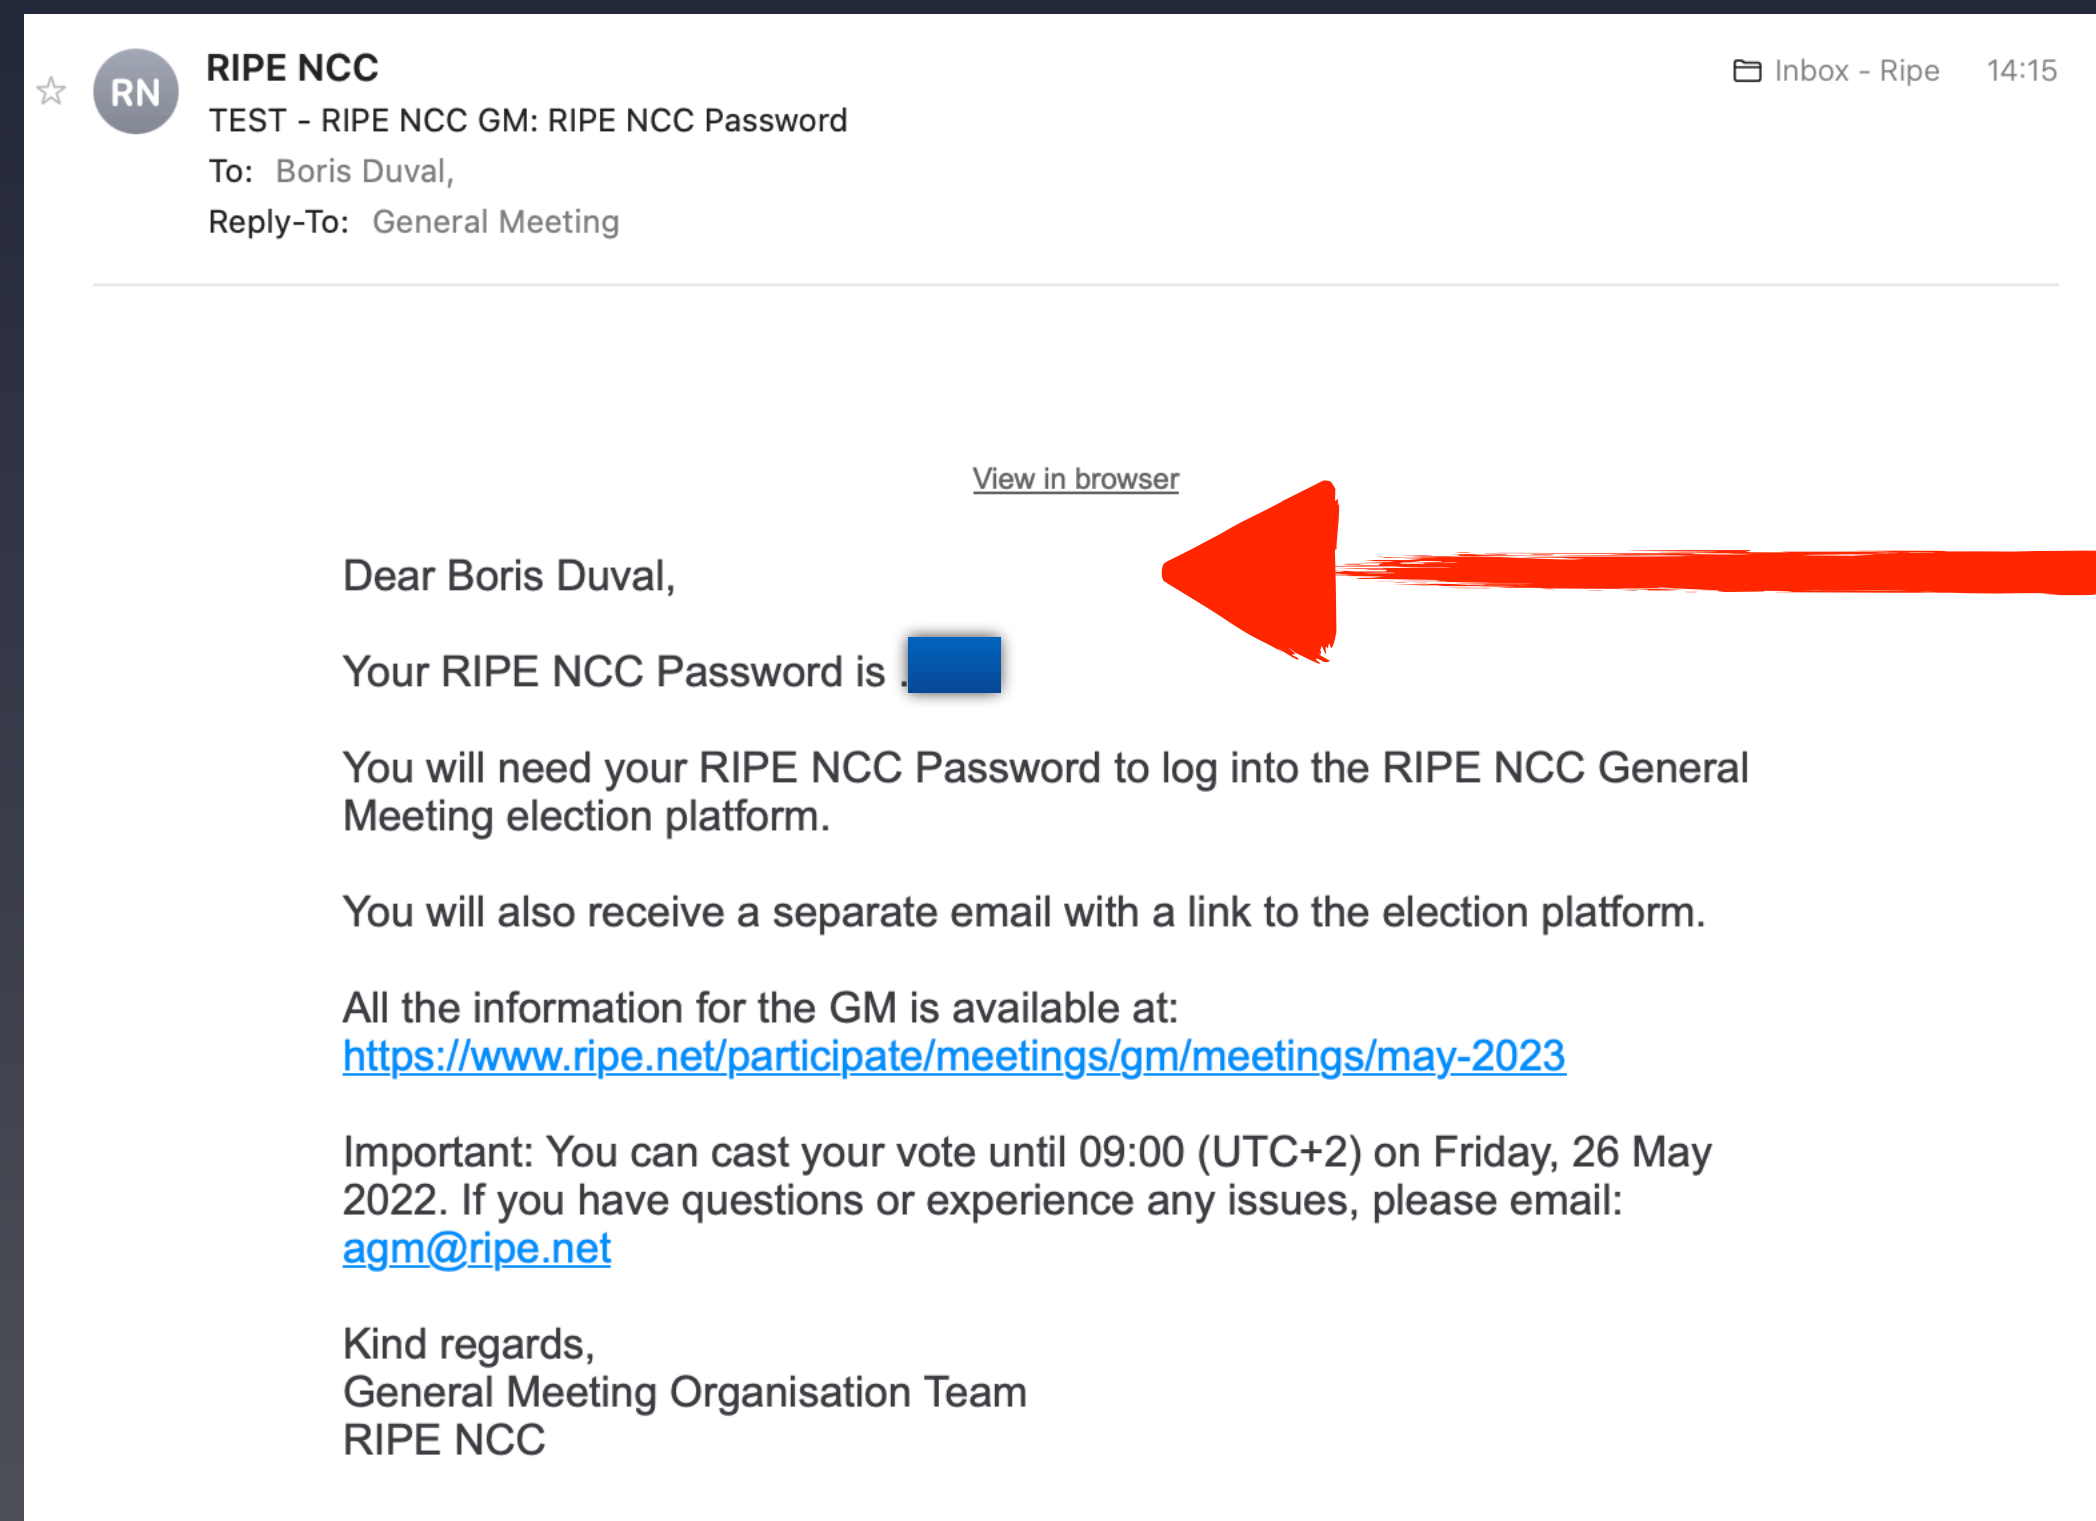 RN
RIPE NCC
Inbox - Ripe 14:15
TEST - RIPE NCC GM: RIPE NCC Password
To: Boris Duval,
Reply-To: General Meeting
View in browser
Dear Boris Duval,
Your RIPE NCC Password is .
You will need your RIPE NCC Password to log into the RIPE NCC General
Meeting election platform.
You will also receive a separate email with a link to the election platform.
All the information for the GM is available at:
https://www.ripe.net/participate/meetings/gm/meetings/may-2023
Important: You can cast your vote until 09:00 (UTC+2) on Friday, 26 May
2022. If you have questions or experience any issues, please email:
agm@ripe.net
Kind regards,
General Meeting Organisation Team
RIPE NCC